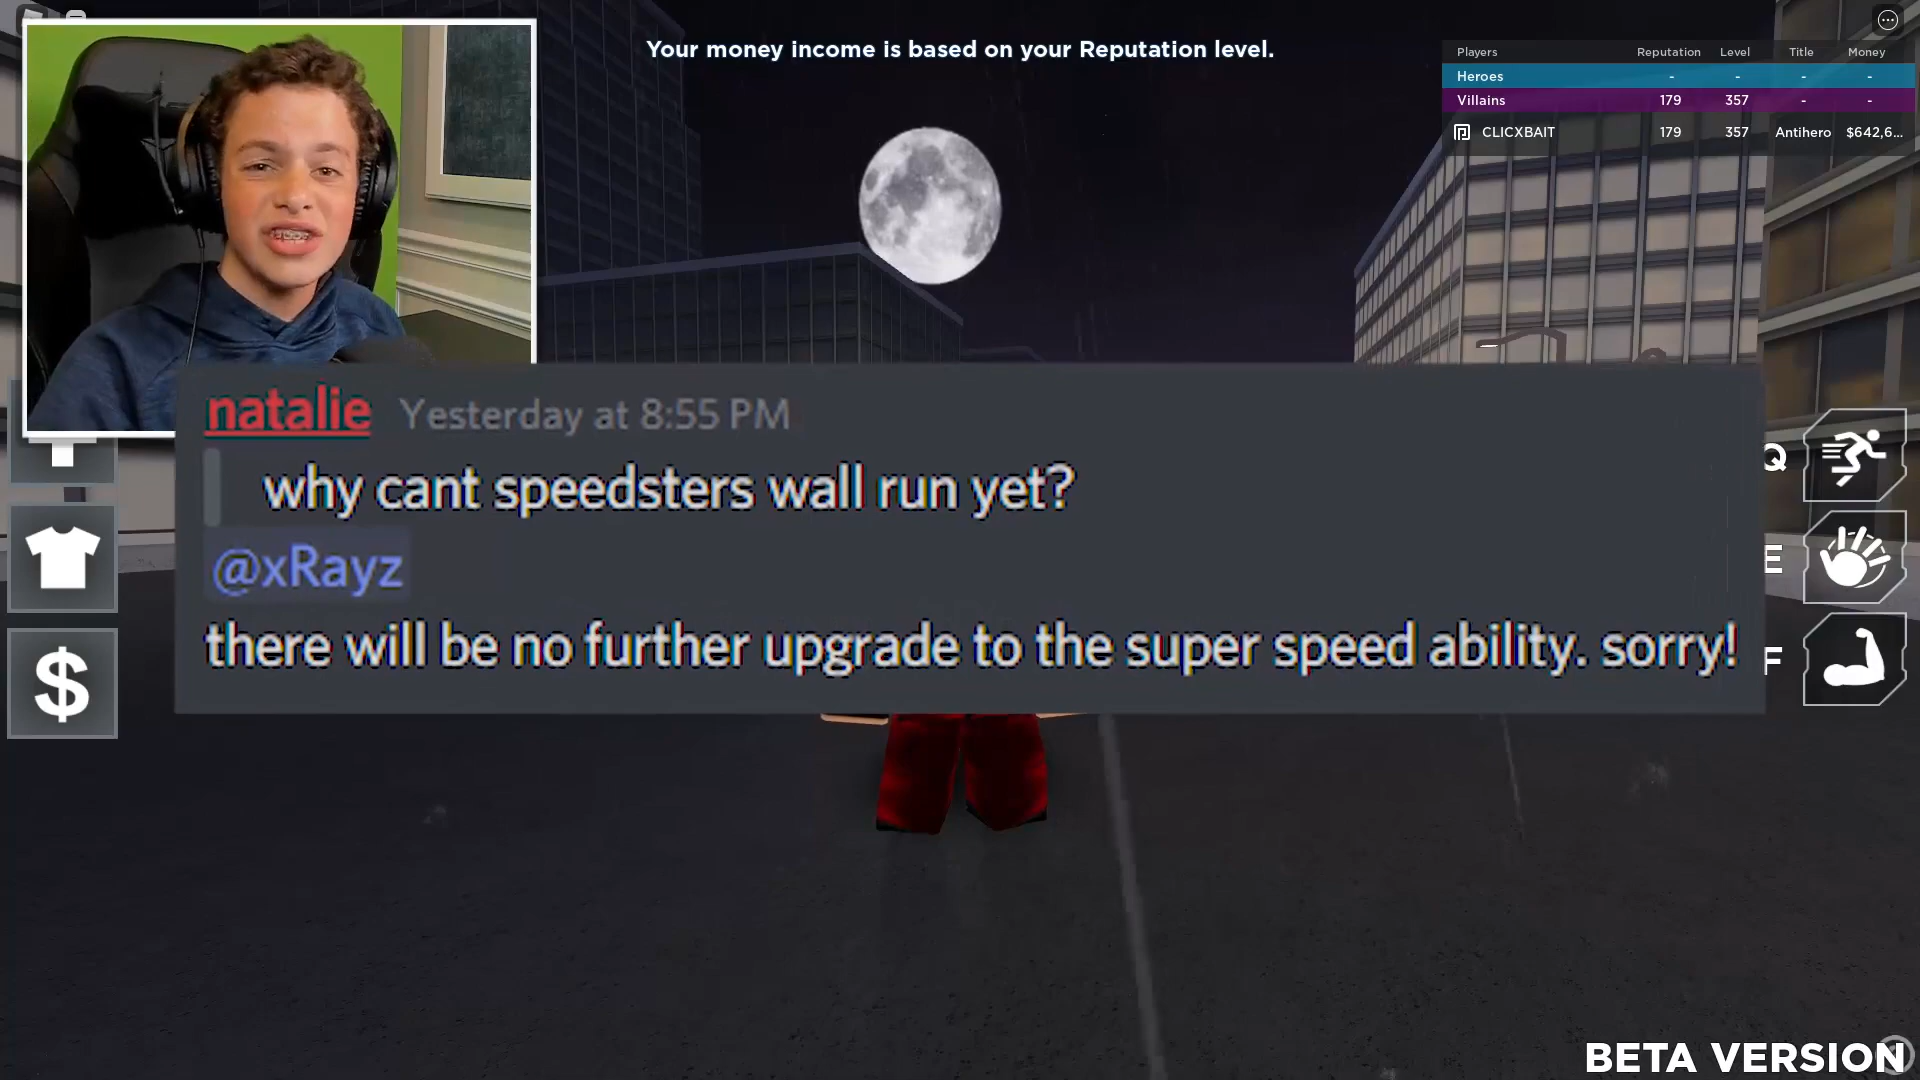 Your money income is based on your Reputation level.
Players Reputation Level Title Money
Heroes - - - -
Villains 179 357 - -
CLICXBAIT 179 357 Antihero $642,6...
natalie Yesterday at 8:55 PM
why cant speedsters wall run yet?
@xRayz
there will be no further upgrade to the super speed ability. sorry!
Q
E
F
$
BETA VERSION